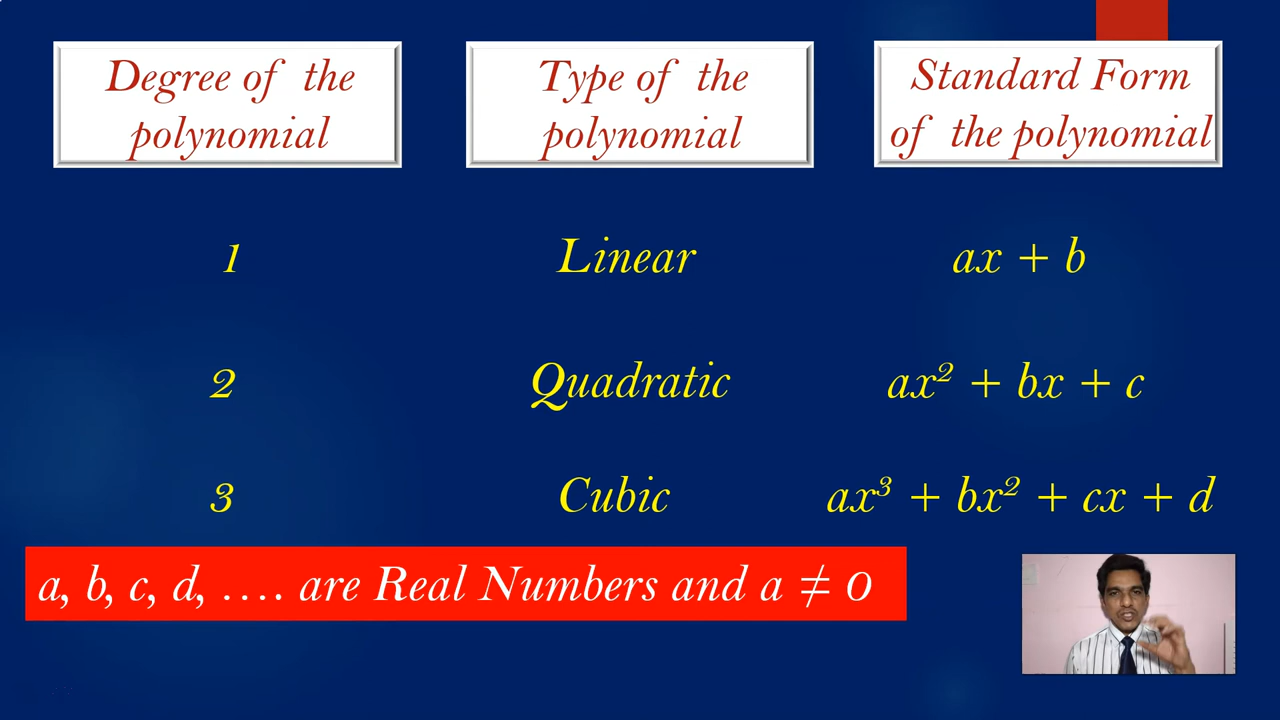 Degree of the
polynomial
Type of the
polynomial
Standard Form
of the polynomial
1 Linear ax + b
2 Quadratic ax² + bx + c
3 Cubic ax³ + bx² + cx + d
a, b, c, d, .... are Real Numbers and a ≠ 0